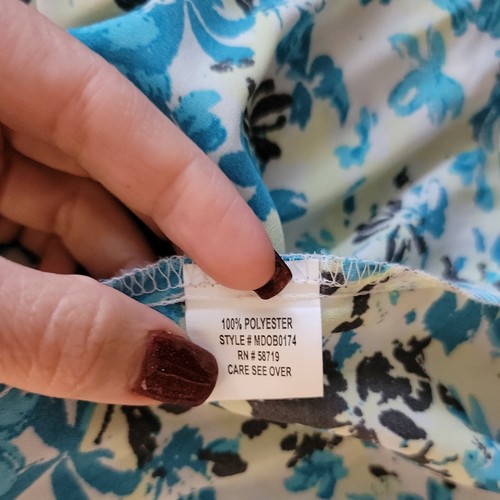 100% POLYESTER
STYLE # MDOB0174
RN # 58719
CARE SEE OVER